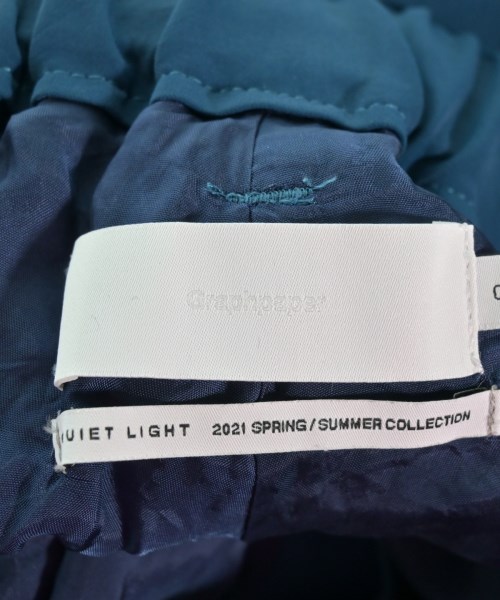 Graphpaper
UIET LIGHT 2021 SPRING/SUMMER COLLECTION